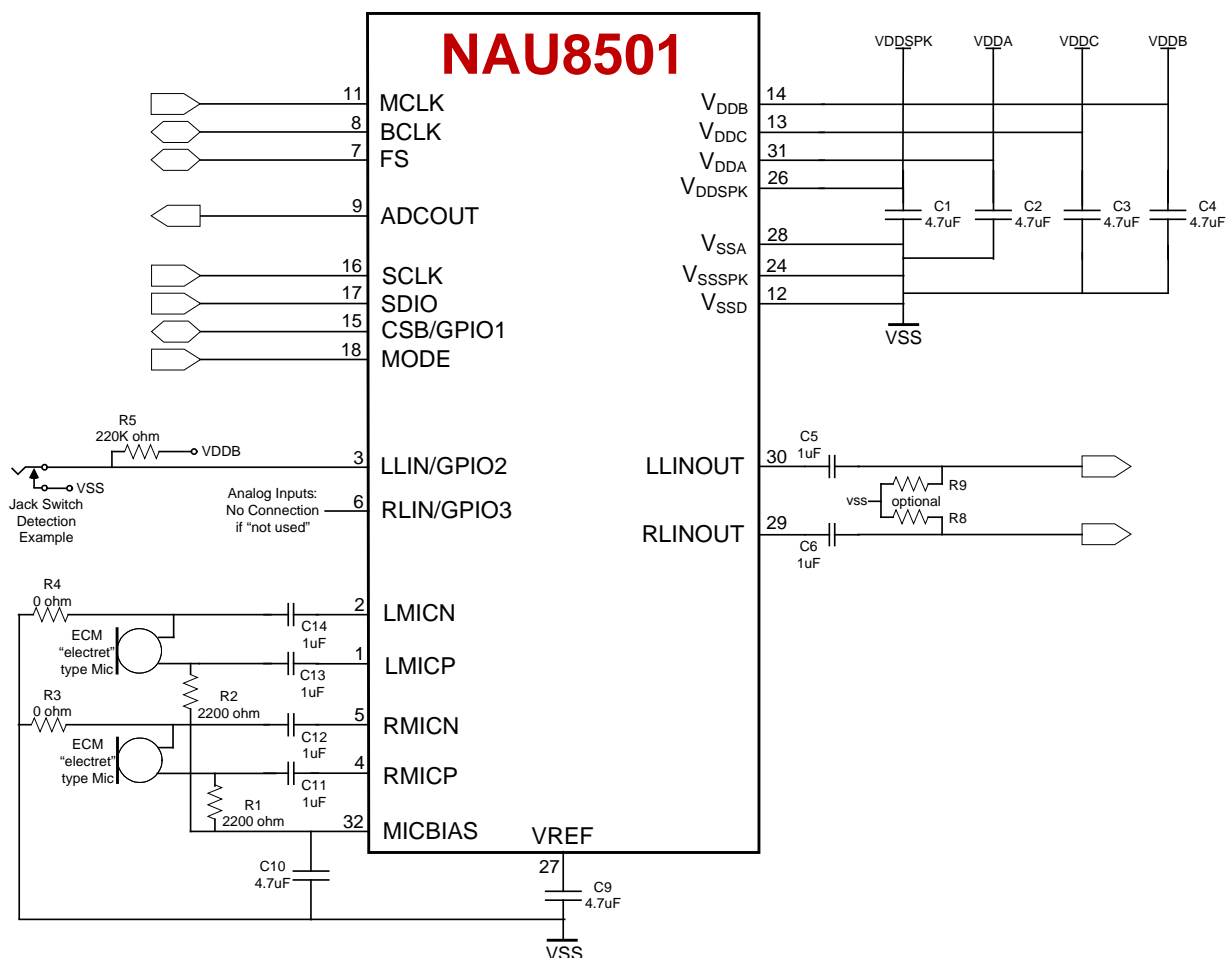 NAU8501
VDDSPK
VDDA
VDDC
VDDB
11
MCLK
8
BCLK
7
FS
9
ADCOUT
16
SCLK
17
SDIO
15
CSB/GPIO1
18
MODE
VDDB
14
VDDC
13
VDDA
31
VDDSPK
26
VSSA
28
VSSSPK
24
VSSD
12
C1
4.7uF
C2
4.7uF
C3
4.7uF
C4
4.7uF
VSS
R5
220K ohm
VDDB
VSS
Jack Switch
Detection
Example
3
LLIN/GPIO2
Analog Inputs:
No Connection
if "not used"
6
RLIN/GPIO3
LLINOUT
30
C5
1uF
R9
vss
optional
R8
RLINOUT
29
C6
1uF
R4
0 ohm
ECM
"electret"
type Mic
C14
1uF
2
LMICN
C13
1uF
1
LMICP
R3
0 ohm
R2
2200 ohm
ECM
"electret"
type Mic
C12
1uF
5
RMICN
C11
1uF
4
RMICP
R1
2200 ohm
32
MICBIAS
VREF
27
C10
4.7uF
C9
4.7uF
VSS